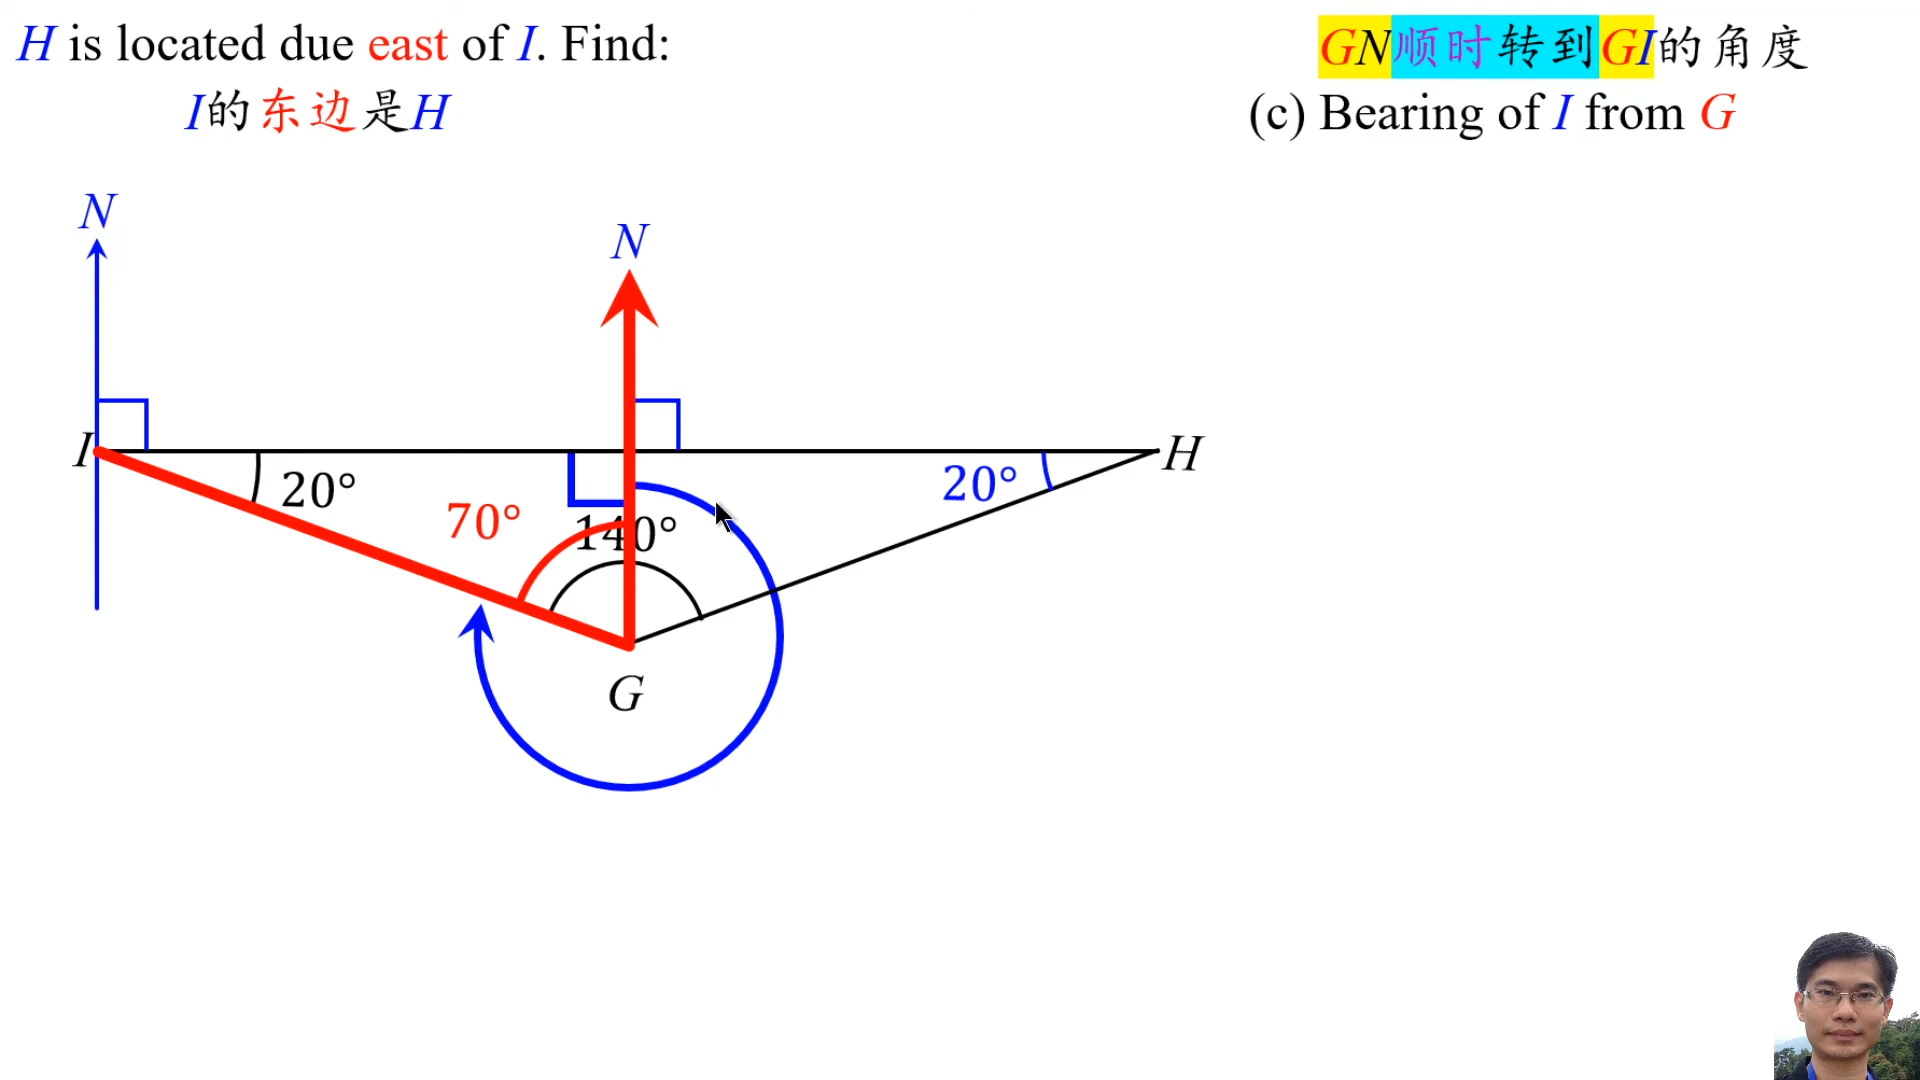 H is located due east of I. Find:
I的东边是H
GN顺时转到GI的角度
(c) Bearing of I from G
N
N
I
H
20°
20°
70°
140°
G